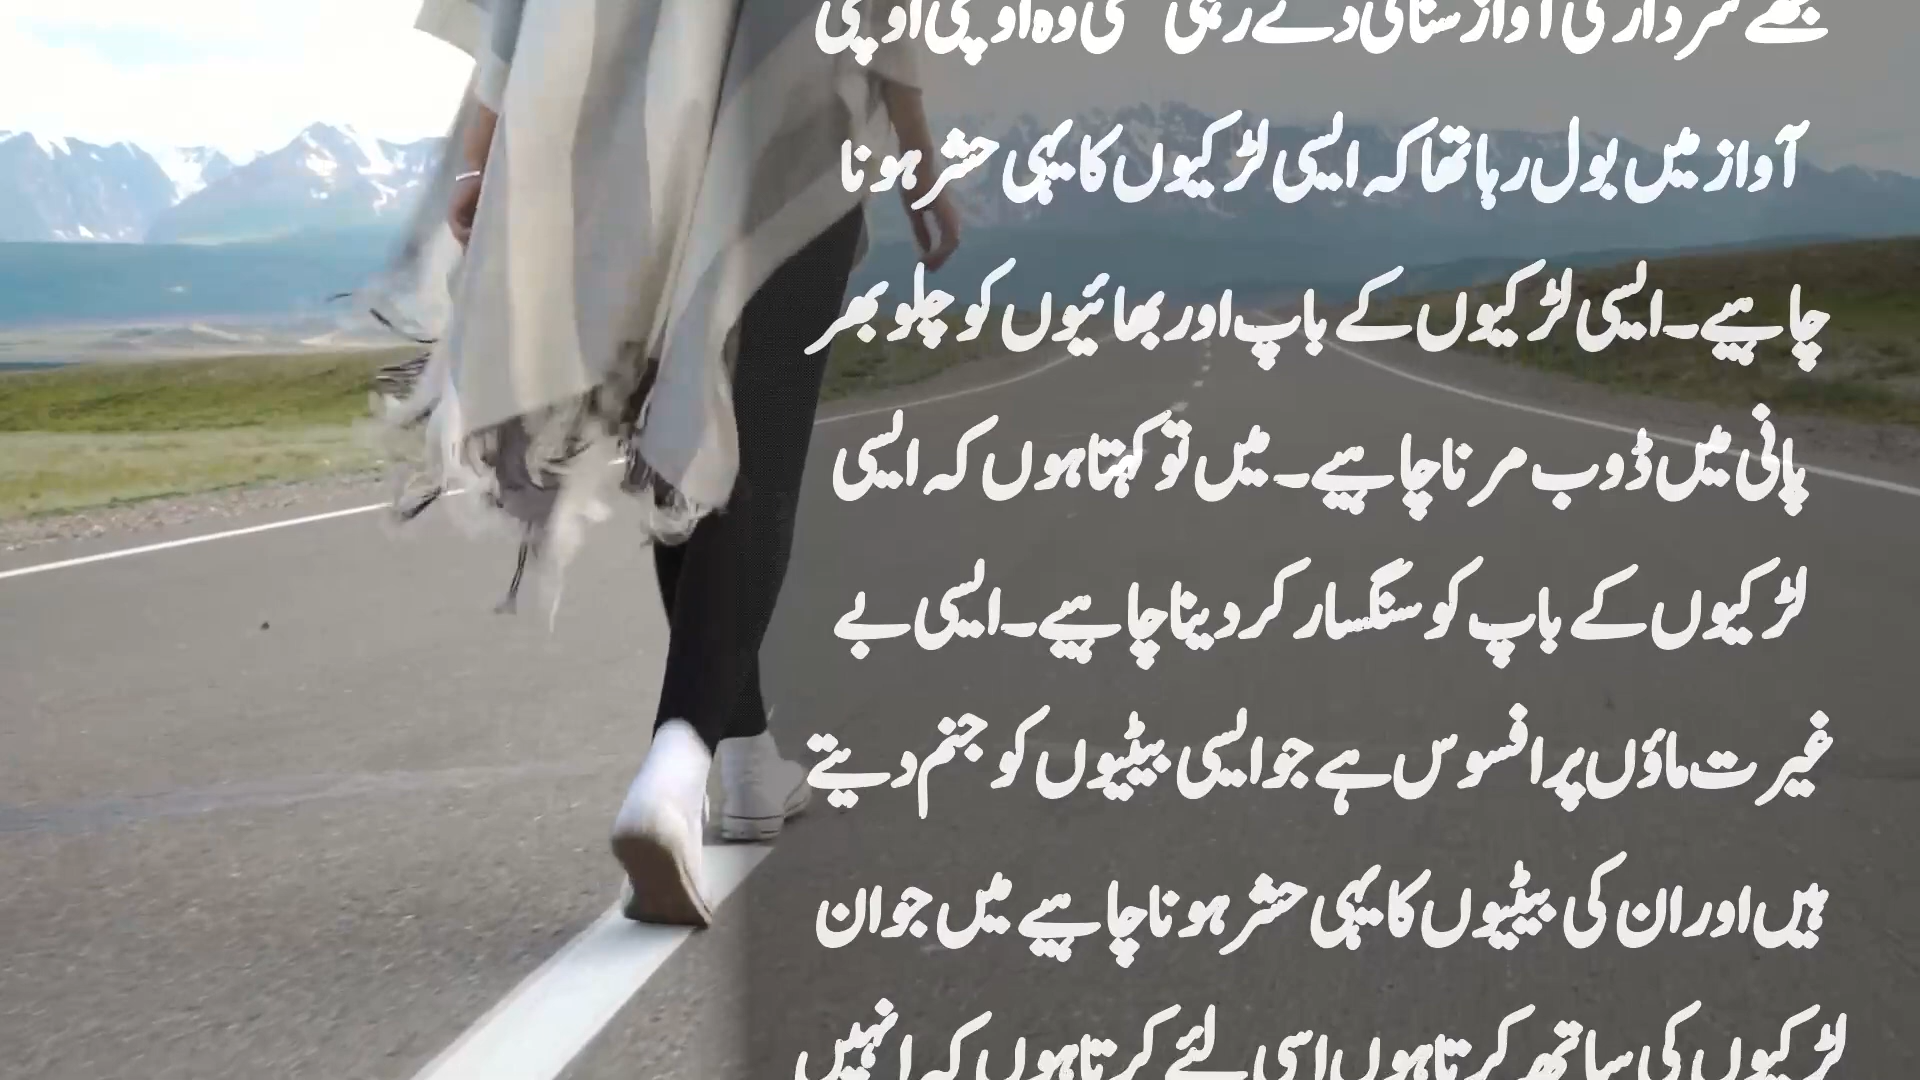 مجھے سردار کی آواز سنائی دے رہی تھی وہ اونچی اونچی
آواز میں بول رہا تھا کہ ایسی لڑکیوں کا یہی حشر ہونا
چاہیے۔ ایسی لڑکیوں کے باپ اور بھائیوں کو چلو بھر
پانی میں ڈوب مرنا چاہیے۔ میں تو کہتا ہوں کہ ایسی
لڑکیوں کے باپ کو سنگسار کر دینا چاہیے۔ ایسی بے
غیرت ماؤں پر افسوس ہے جو ایسی بیٹیوں کو جنم دیتے
ہیں اور ان کی بیٹیوں کا یہی حشر ہونا چاہیے میں جوان
لڑکیوں کی ساتھ کرتا ہوں اسی لئے کرتا ہوں کہ انہیں